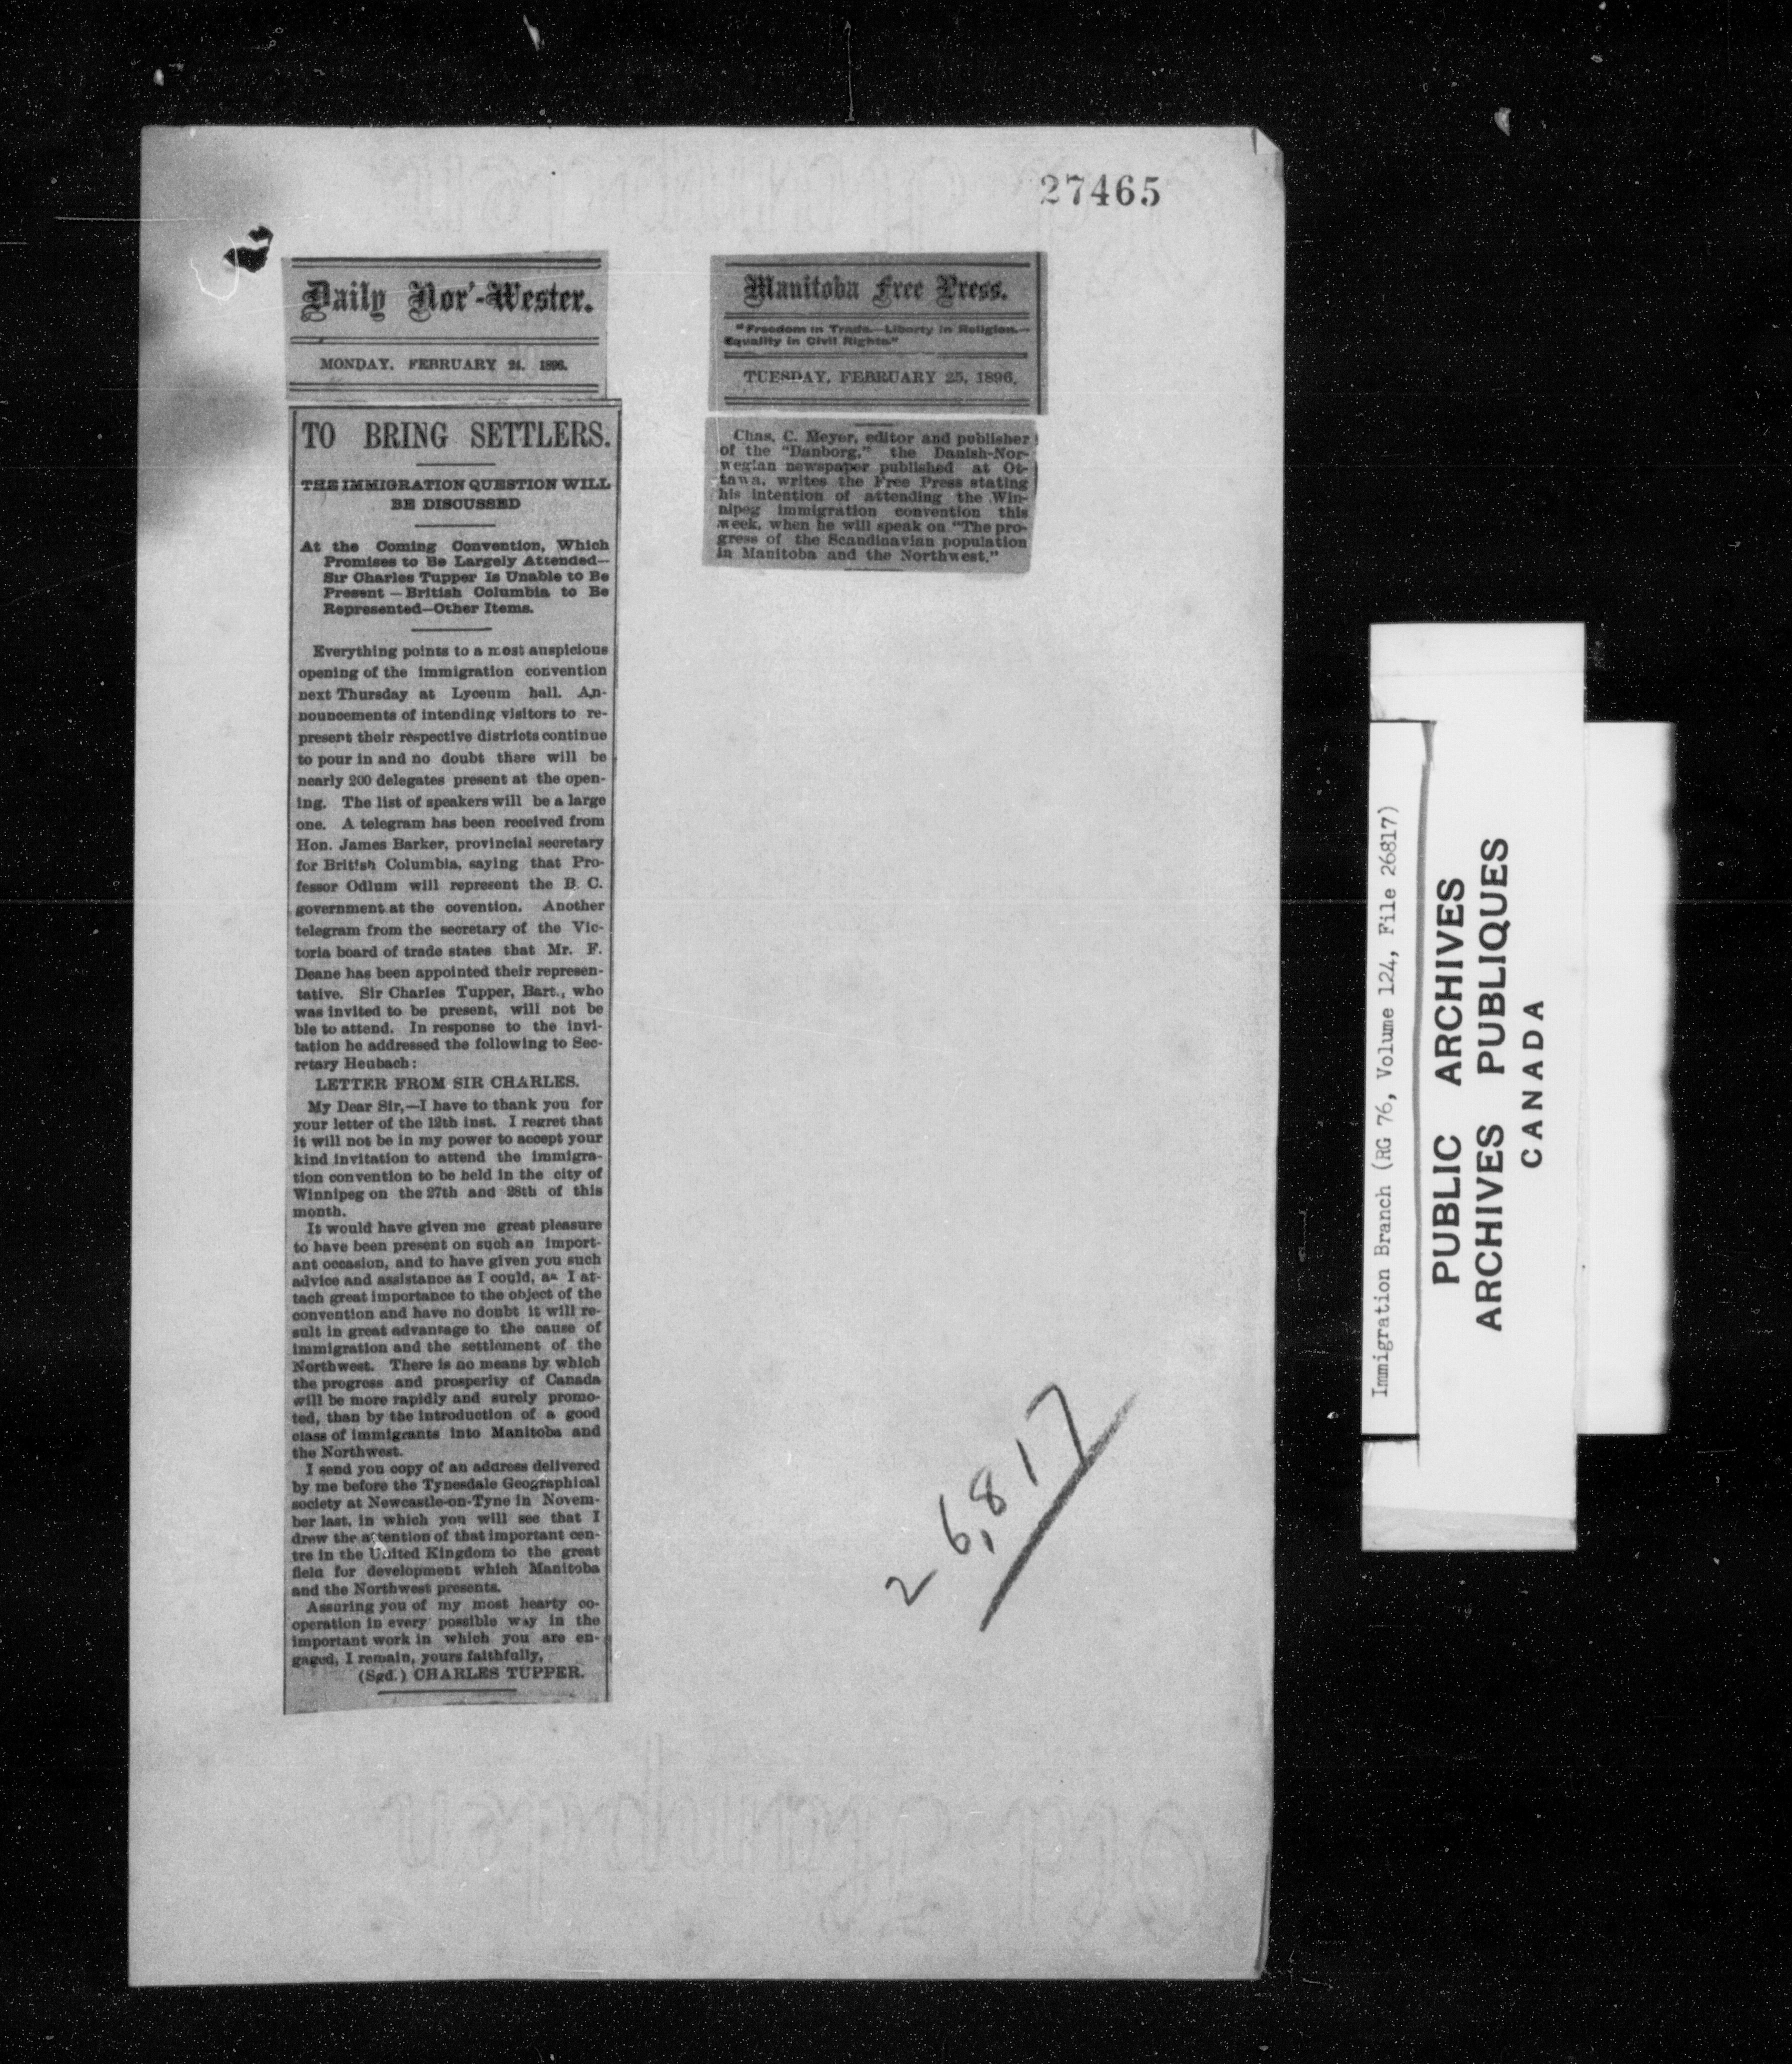 27465
Daily Nor'-Wester.
MONDAY, FEBRUARY 24, 1896.
TO BRING SETTLERS.
THE IMMIGRATION QUESTION WILL
BE DISCUSSED
At the Coming Convention, Which
Promises to Be Largely Attended—
Sir Charles Tupper Is Unable to Be
Present — British Columbia to Be
Represented—Other Items.
Everything points to a most auspicious
opening of the immigration convention
next Thursday at Lyceum hall. An-
nouncements of intending visitors to re-
present their respective districts continue
to pour in and no doubt there will be
nearly 200 delegates present at the open-
ing. The list of speakers will be a large
one. A telegram has been received from
Hon. James Barker, provincial secretary
for British Columbia, saying that Pro-
fessor Odlum will represent the B. C.
government at the covention. Another
telegram from the secretary of the Vic-
toria board of trade states that Mr. F.
Deane has been appointed their represen-
tative. Sir Charles Tupper, Bart., who
was invited to be present, will not be
ble to attend. In response to the invi-
tation he addressed the following to Sec-
retary Heubach:
LETTER FROM SIR CHARLES.
My Dear Sir,—I have to thank you for
your letter of the 12th inst. I regret that
it will not be in my power to accept your
kind invitation to attend the immigra-
tion convention to be held in the city of
Winnipeg on the 27th and 28th of this
month.
It would have given me great pleasure
to have been present on such an import-
ant occasion, and to have given you such
advice and assistance as I could, as I at-
tach great importance to the object of the
convention and have no doubt it will re-
sult in great advantage to the cause of
immigration and the settlement of the
Northwest. There is no means by which
the progress and prosperity of Canada
will be more rapidly and surely promo-
ted, than by the introduction of a good
class of immigrants into Manitoba and
the Northwest.
I send you copy of an address delivered
by me before the Tynesdale Geographical
society at Newcastle-on-Tyne in Novem-
ber last, in which you will see that I
drew the attention of that important cen-
tre in the United Kingdom to the great
field for development which Manitoba
and the Northwest presents.
Assuring you of my most hearty co-
operation in every possible way in the
important work in which you are en-
gaged, I remain, yours faithfully,
(Sgd.) CHARLES TUPPER.
Manitoba Free Press.
"Freedom in Trade.—Liberty in Religion.—
Equality in Civil Rights."
TUESDAY, FEBRUARY 25, 1896.
Chas. C. Meyer, editor and publisher
of the "Danborg," the Danish-Nor-
wegian newspaper published at Ot-
tawa, writes the Free Press stating
his intention of attending the Win-
nipeg immigration convention this
week, when he will speak on "The pro-
gress of the Scandinavian population
in Manitoba and the Northwest."
26,817
Immigration Branch (RG 76, Volume 124, File 26817)
PUBLIC ARCHIVES
ARCHIVES PUBLIQUES
CANADA